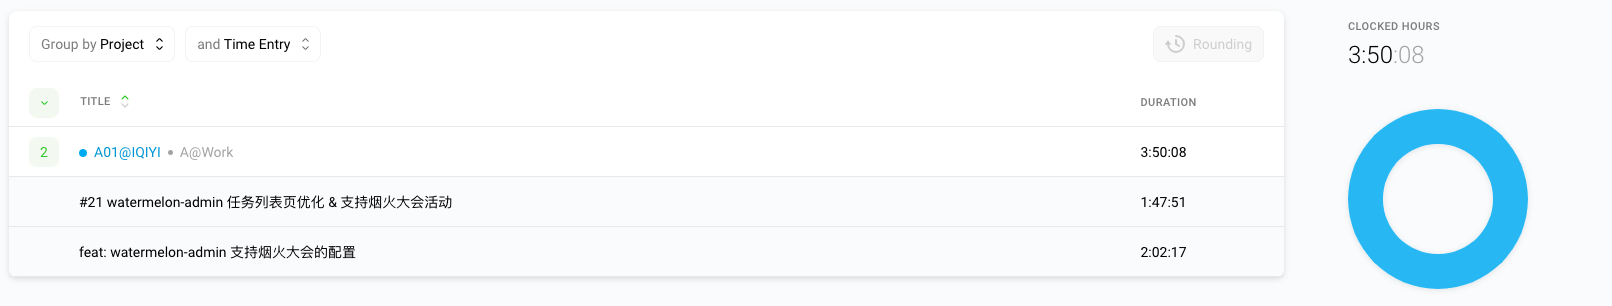 Group by Project and Time Entry Rounding
TITLE DURATION
2 A01@IQIYI • A@Work 3:50:08
#21 watermelon-admin 任务列表页优化 & 支持烟火大会活动 1:47:51
feat: watermelon-admin 支持烟火大会的配置 2:02:17
CLOCKED HOURS
3:50:08